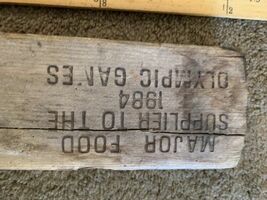 MAJOR FOOD
SUPPLIER TO THE
1984
OLYMPIC GAMES